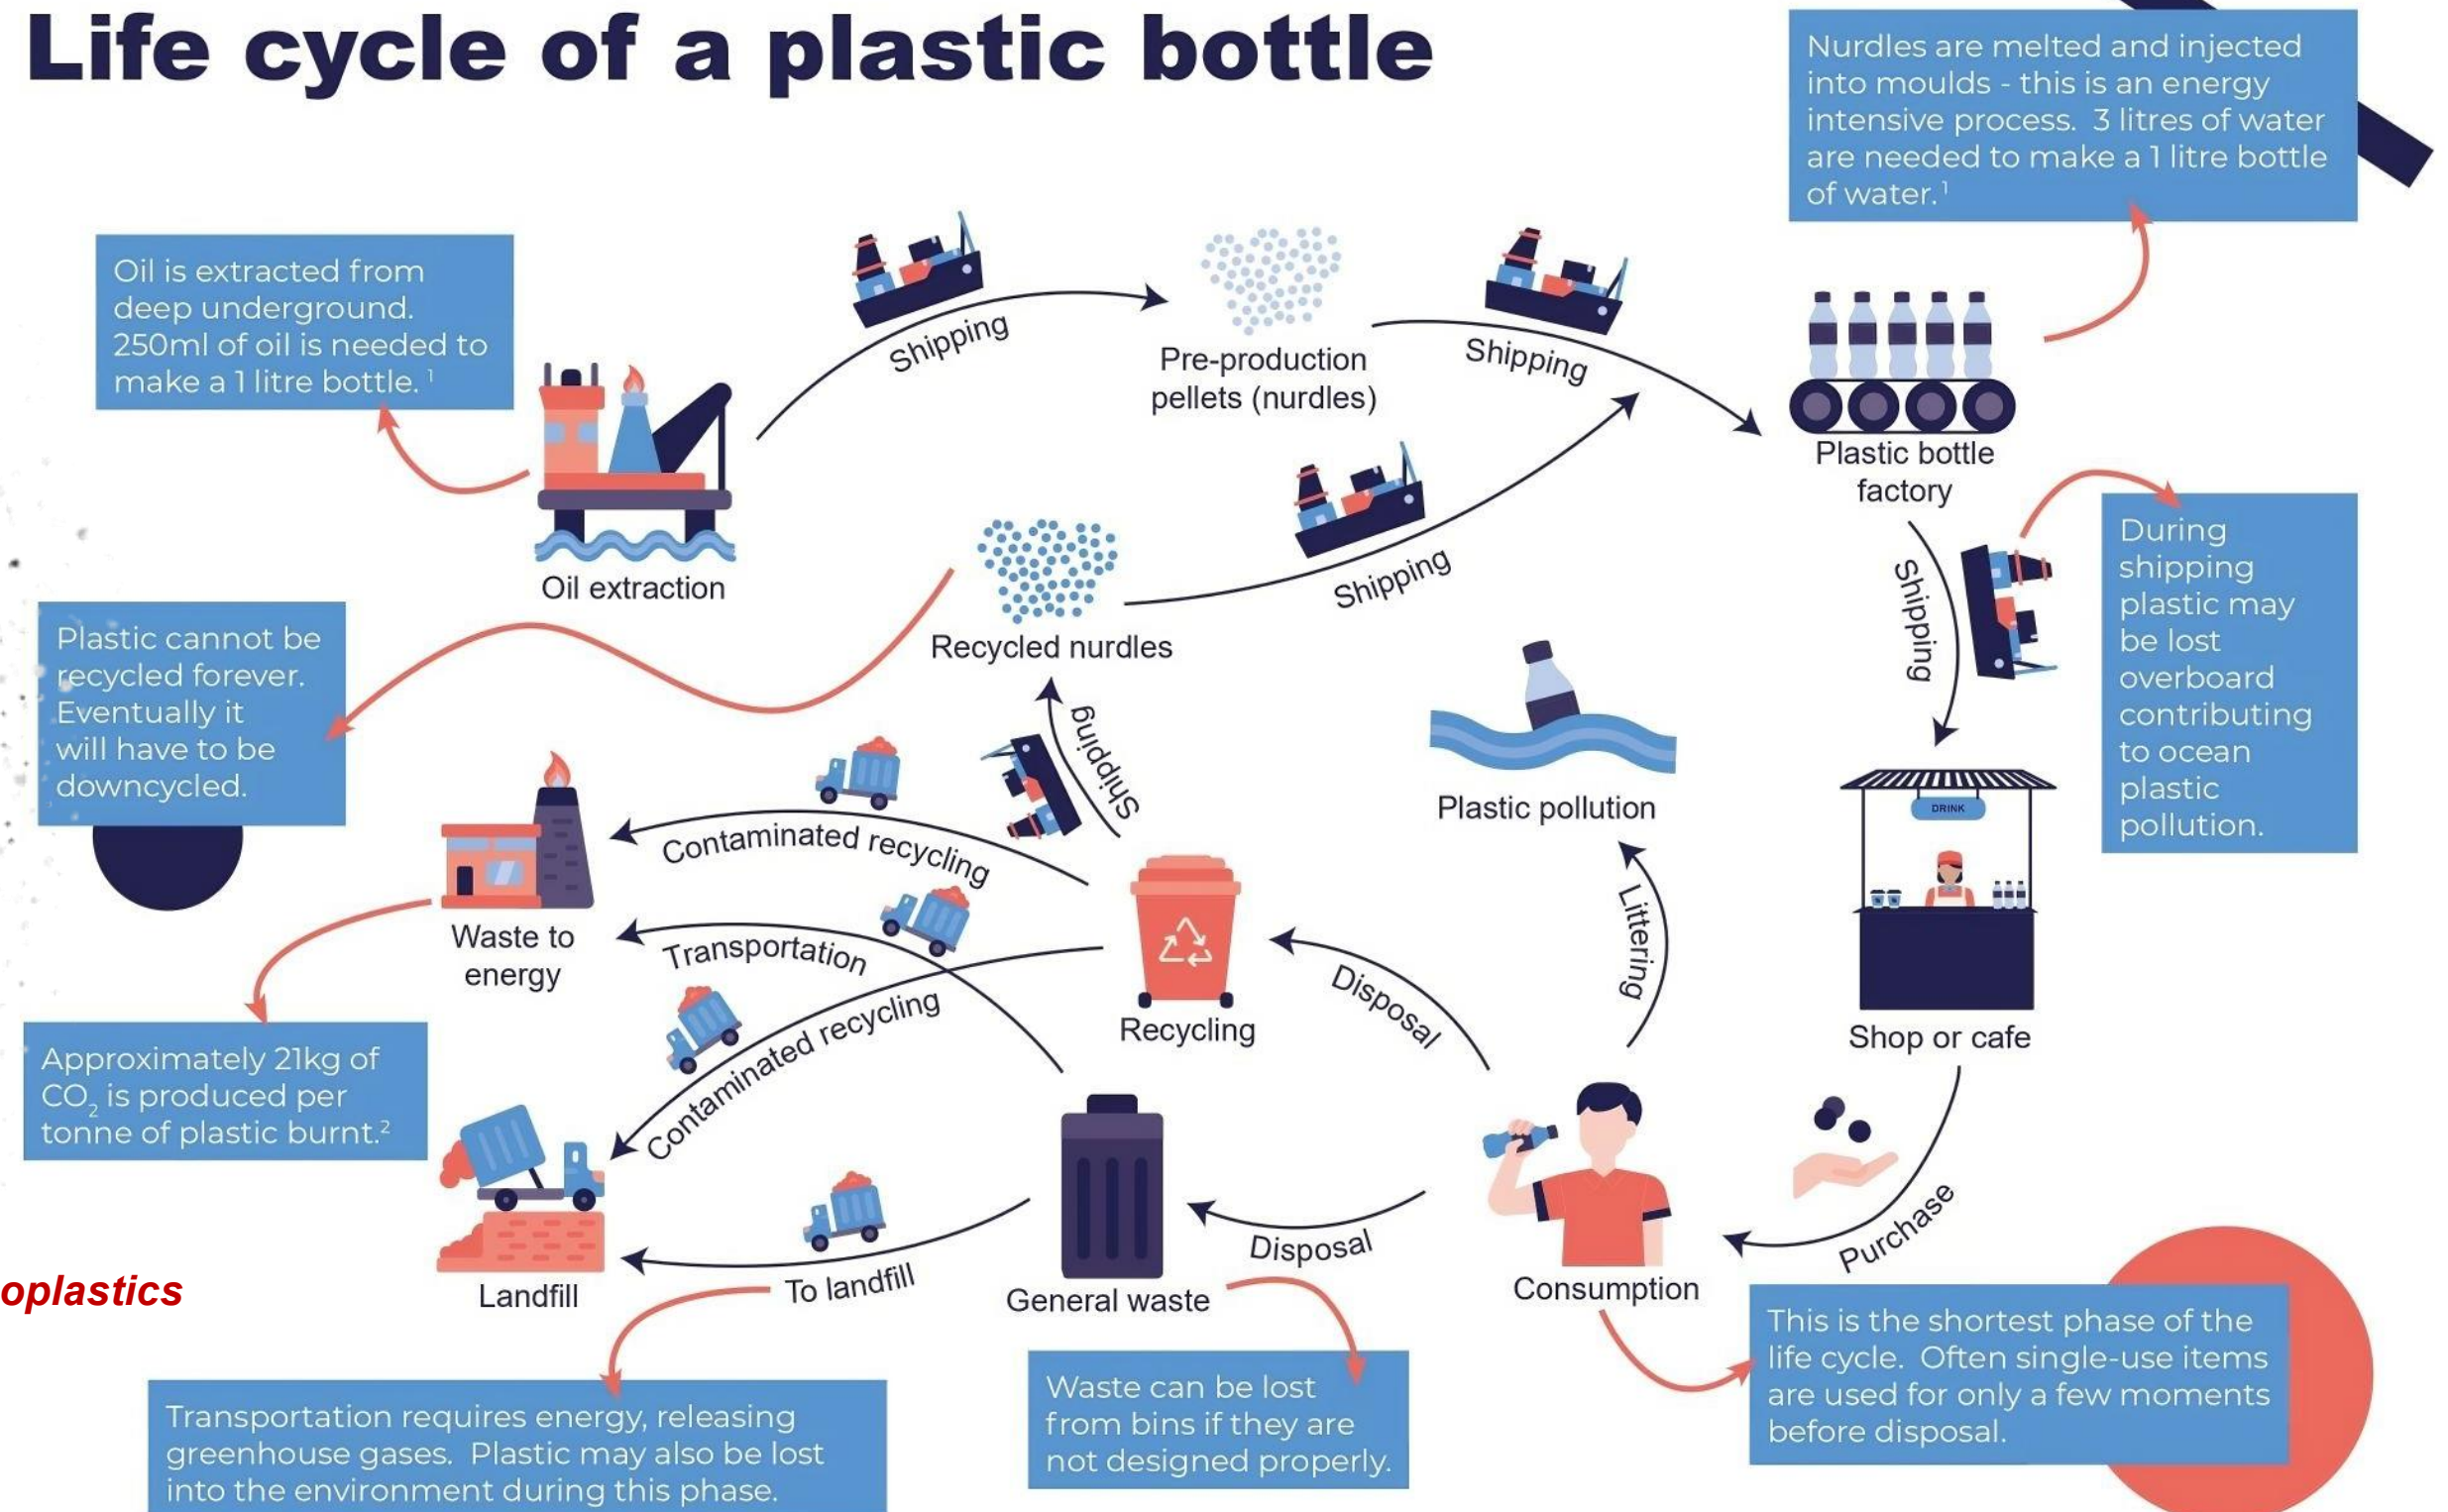 Life cycle of a plastic bottle
Nurdles are melted and injected
into moulds - this is an energy
intensive process. 3 litres of water
are needed to make a 1 litre bottle
of water.¹
Oil is extracted from
deep underground.
250ml of oil is needed to
make a 1 litre bottle. ¹
Shipping
Pre-production
pellets (nurdles)
Shipping
Plastic bottle
factory
Oil extraction
Shipping
Recycled nurdles
Shipping
During
shipping
plastic may
be lost
overboard
contributing
to ocean
plastic
pollution.
Plastic cannot be
recycled forever.
Eventually it
will have to be
downcycled.
Shipping
Plastic pollution
DRINK
Contaminated recycling
Waste to
energy
Transportation
Contaminated recycling
Recycling
Disposal
Littering
Shop or cafe
Approximately 21kg of
CO₂ is produced per
tonne of plastic burnt.²
Purchase
Disposal
Landfill
To landfill
General waste
Consumption
oplastics
This is the shortest phase of the
life cycle. Often single-use items
are used for only a few moments
before disposal.
Waste can be lost
from bins if they are
not designed properly.
Transportation requires energy, releasing
greenhouse gases. Plastic may also be lost
into the environment during this phase.